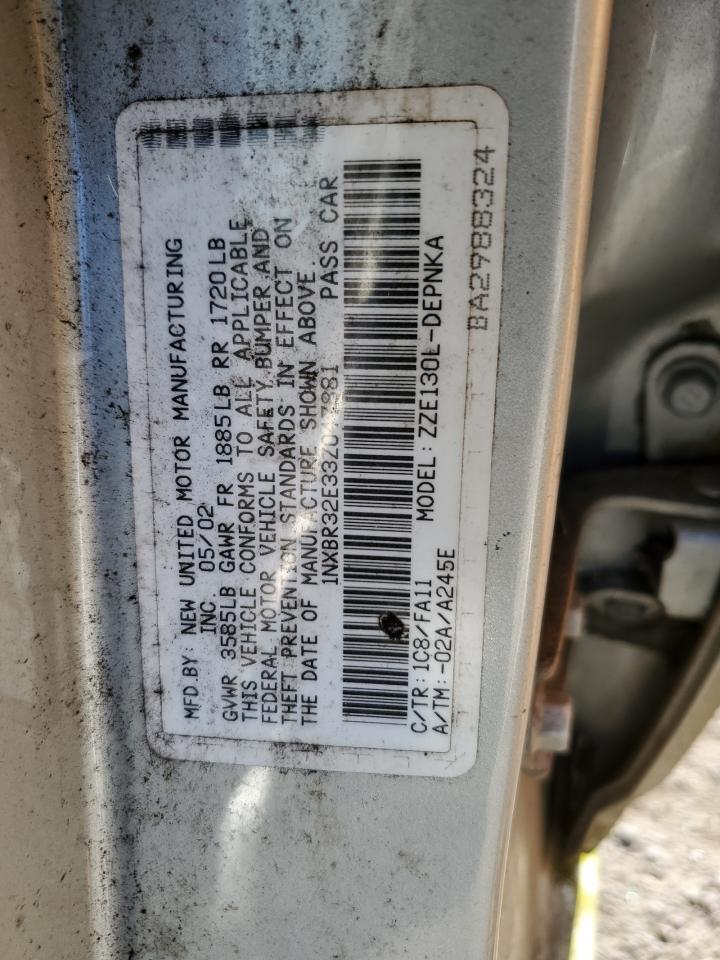 MFD.BY: NEW UNITED MOTOR MANUFACTURING
INC 05/02
GVWR 3585LB GAWR FR 1885LB RR 1720LB
THIS VEHICLE CONFORMS TO ALL APPLICABLE
FEDERAL MOTOR VEHICLE SAFETY, BUMPER AND
THEFT PREVENTION STANDARDS IN EFFECT ON
THE DATE OF MANUFACTURE SHOWN ABOVE
PASS CAR
C/TR: 1C8/FA11 MODEL: ZZE130L-DEPNKA
A/TM: -02A/A245E
BA2988324